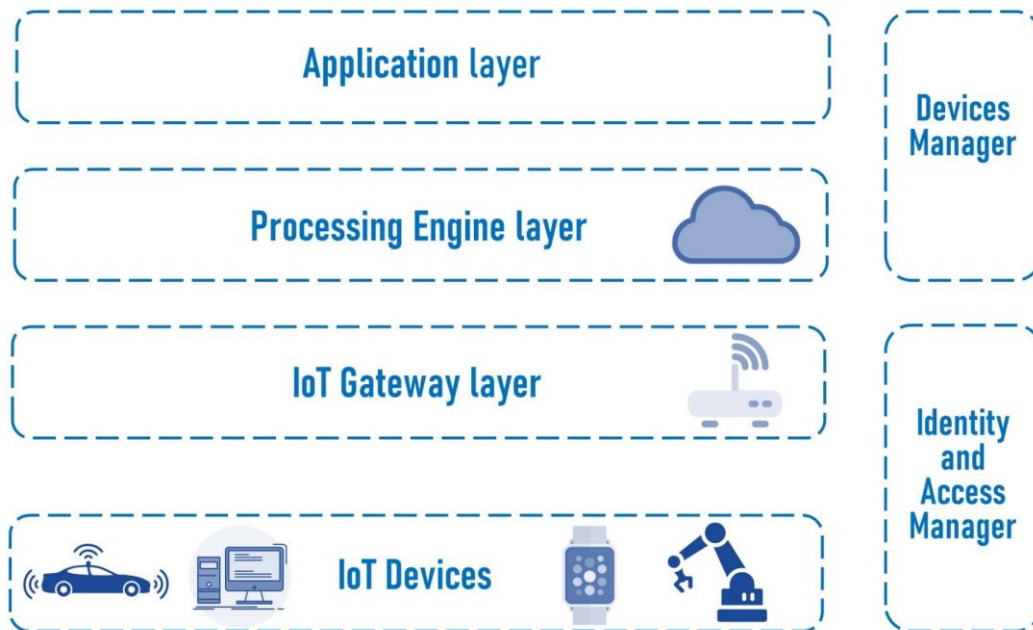 Application layer
Devices
Manager
Processing Engine layer
IoT Gateway layer
Identity
and
Access
Manager
IoT Devices